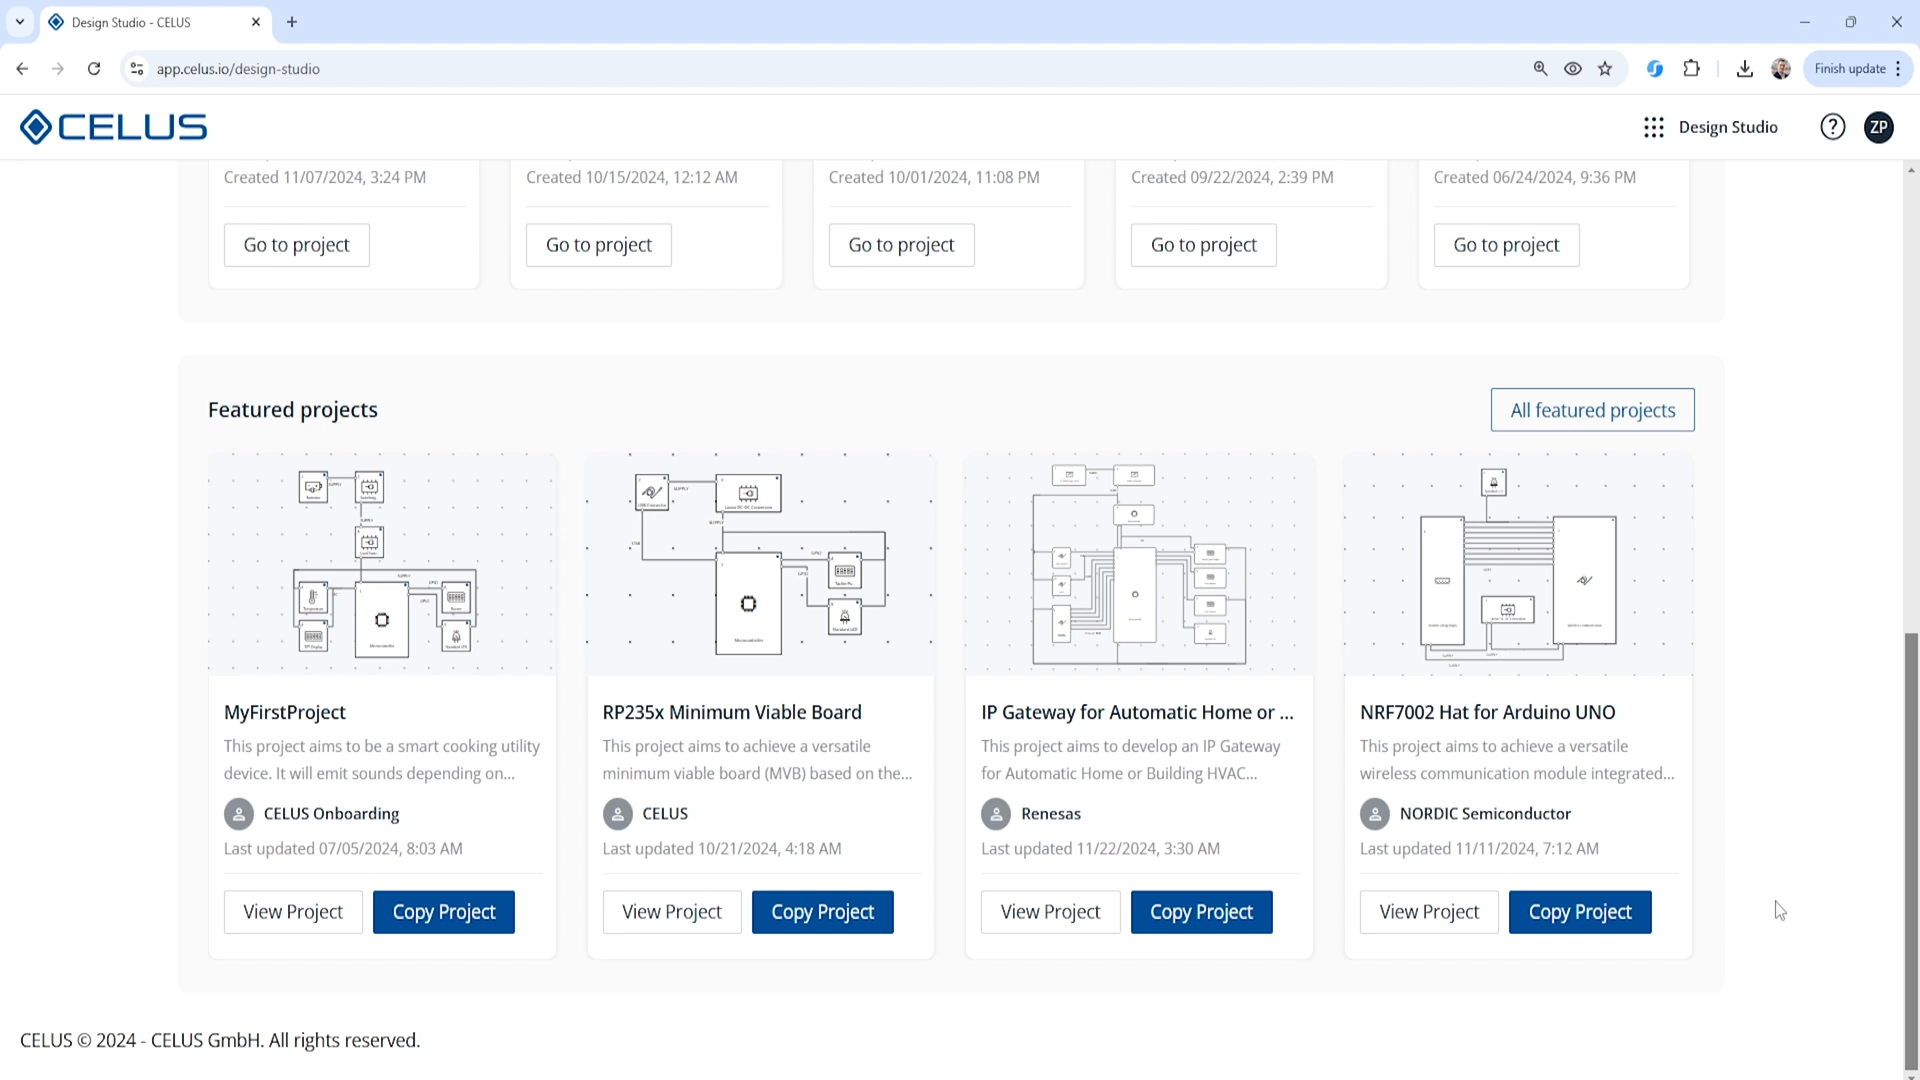 Design Studio - CELUS
app.celus.io/design-studio
Finish update
CELUS
Design Studio
?
ZP
Created 11/07/2024, 3:24 PM
Created 10/15/2024, 12:12 AM
Created 10/01/2024, 11:08 PM
Created 09/22/2024, 2:39 PM
Created 06/24/2024, 9:36 PM
Go to project
Go to project
Go to project
Go to project
Go to project
Featured projects
All featured projects
SUPPLY
SUPPLY
SUPPLY
GPIO
Microcontroller
SUPPLY
SUPPLY
USB
GPIO
Microcontroller
MyFirstProject
This project aims to be a smart cooking utility
device. It will emit sounds depending on...
CELUS Onboarding
Last updated 07/05/2024, 8:03 AM
View Project
Copy Project
RP235x Minimum Viable Board
This project aims to achieve a versatile
minimum viable board (MVB) based on the...
CELUS
Last updated 10/21/2024, 4:18 AM
View Project
Copy Project
IP Gateway for Automatic Home or ...
This project aims to develop an IP Gateway
for Automatic Home or Building HVAC...
Renesas
Last updated 11/22/2024, 3:30 AM
View Project
Copy Project
NRF7002 Hat for Arduino UNO
This project aims to achieve a versatile
wireless communication module integrated...
NORDIC Semiconductor
Last updated 11/11/2024, 7:12 AM
View Project
Copy Project
CELUS © 2024 - CELUS GmbH. All rights reserved.